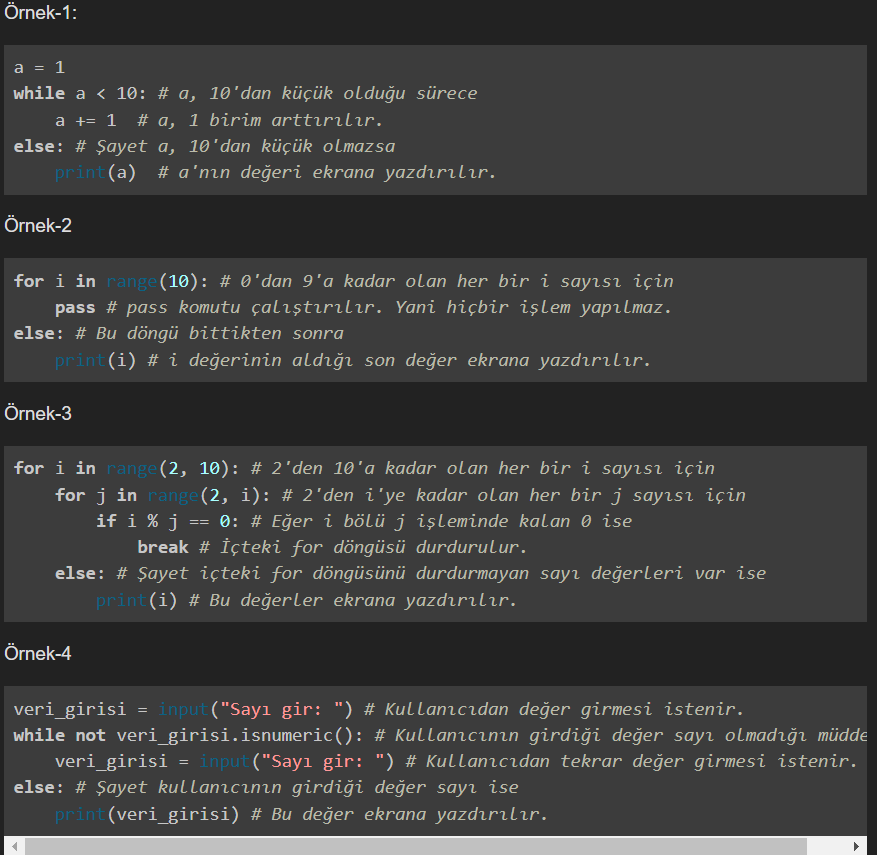 Örnek-1:
a = 1
while a < 10: # a, 10'dan küçük olduğu sürece
    a += 1  # a, 1 birim arttırılır.
else: # Şayet a, 10'dan küçük olmazsa
    print(a)  # a'nın değeri ekrana yazdırılır.
Örnek-2
for i in range(10): # 0'dan 9'a kadar olan her bir i sayısı için
    pass # pass komutu çalıştırılır. Yani hiçbir işlem yapılmaz.
else: # Bu döngü bittikten sonra
    print(i) # i değerinin aldığı son değer ekrana yazdırılır.
Örnek-3
for i in range(2, 10): # 2'den 10'a kadar olan her bir i sayısı için
    for j in range(2, i): # 2'den i'ye kadar olan her bir j sayısı için
        if i % j == 0: # Eğer i bölü j işleminde kalan 0 ise
            break # İçteki for döngüsü durdurulur.
    else: # Şayet içteki for döngüsünü durdurmayan sayı değerleri var ise
        print(i) # Bu değerler ekrana yazdırılır.
Örnek-4
veri_girisi = input("Sayı gir: ") # Kullanıcıdan değer girmesi istenir.
while not veri_girisi.isnumeric(): # Kullanıcının girdiği değer sayı olmadığı müdde
    veri_girisi = input("Sayı gir: ") # Kullanıcıdan tekrar değer girmesi istenir.
else: # Şayet kullanıcının girdiği değer sayı ise
    print(veri_girisi) # Bu değer ekrana yazdırılır.